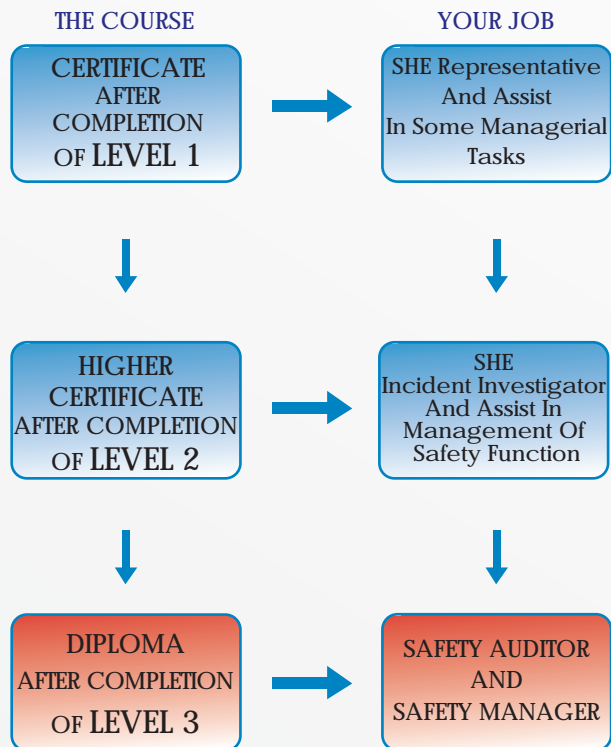 THE COURSE
YOUR JOB
CERTIFICATE
AFTER
COMPLETION
OF LEVEL 1
SHE Representative
And Assist
In Some Managerial
Tasks
HIGHER
CERTIFICATE
AFTER COMPLETION
OF LEVEL 2
SHE
Incident Investigator
And Assist In
Management Of
Safety Function
DIPLOMA
AFTER COMPLETION
OF LEVEL 3
SAFETY AUDITOR
AND
SAFETY MANAGER